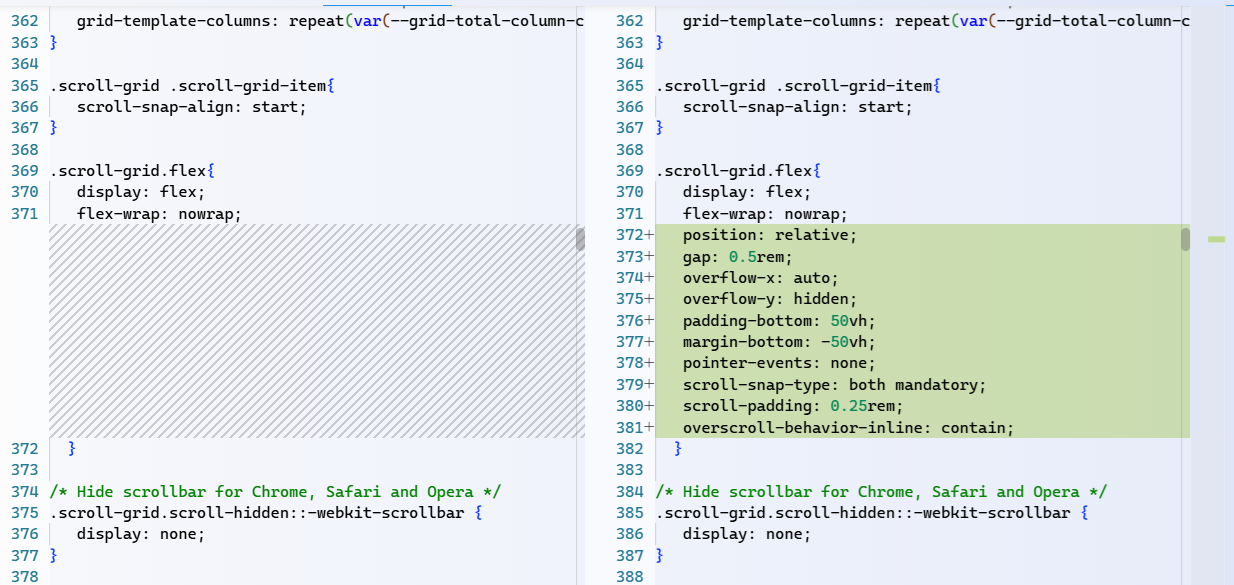 362 grid-template-columns: repeat(var(--grid-total-column-c
363 }
364
365 .scroll-grid .scroll-grid-item{
366 scroll-snap-align: start;
367 }
368
369 .scroll-grid.flex{
370 display: flex;
371 flex-wrap: nowrap;
372 }
373
374 /* Hide scrollbar for Chrome, Safari and Opera */
375 .scroll-grid.scroll-hidden::-webkit-scrollbar {
376 display: none;
377 }
378
362 grid-template-columns: repeat(var(--grid-total-column-c
363 }
364
365 .scroll-grid .scroll-grid-item{
366 scroll-snap-align: start;
367 }
368
369 .scroll-grid.flex{
370 display: flex;
371 flex-wrap: nowrap;
372+ position: relative;
373+ gap: 0.5rem;
374+ overflow-x: auto;
375+ overflow-y: hidden;
376+ padding-bottom: 50vh;
377+ margin-bottom: -50vh;
378+ pointer-events: none;
379+ scroll-snap-type: both mandatory;
380+ scroll-padding: 0.25rem;
381+ overscroll-behavior-inline: contain;
382 }
383
384 /* Hide scrollbar for Chrome, Safari and Opera */
385 .scroll-grid.scroll-hidden::-webkit-scrollbar {
386 display: none;
387 }
388